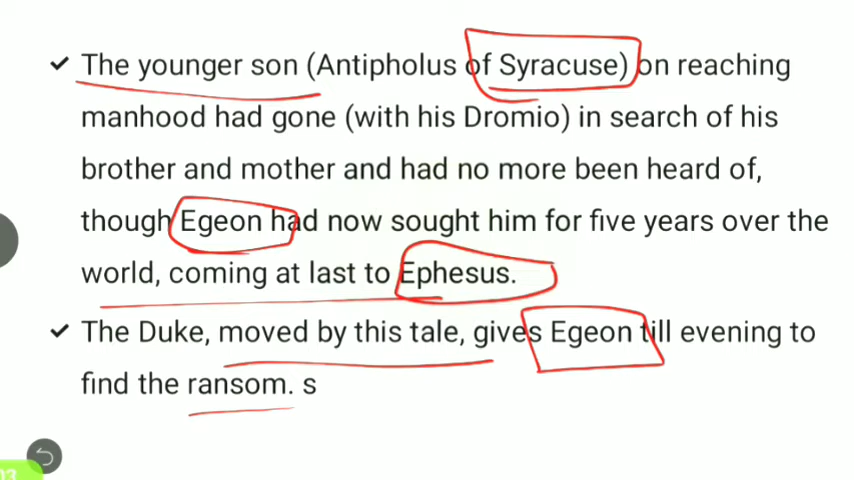 ✓ The younger son (Antipholus of Syracuse) on reaching
manhood had gone (with his Dromio) in search of his
brother and mother and had no more been heard of,
though Egeon had now sought him for five years over the
world, coming at last to Ephesus.
✓ The Duke, moved by this tale, gives Egeon till evening to
find the ransom. s
03